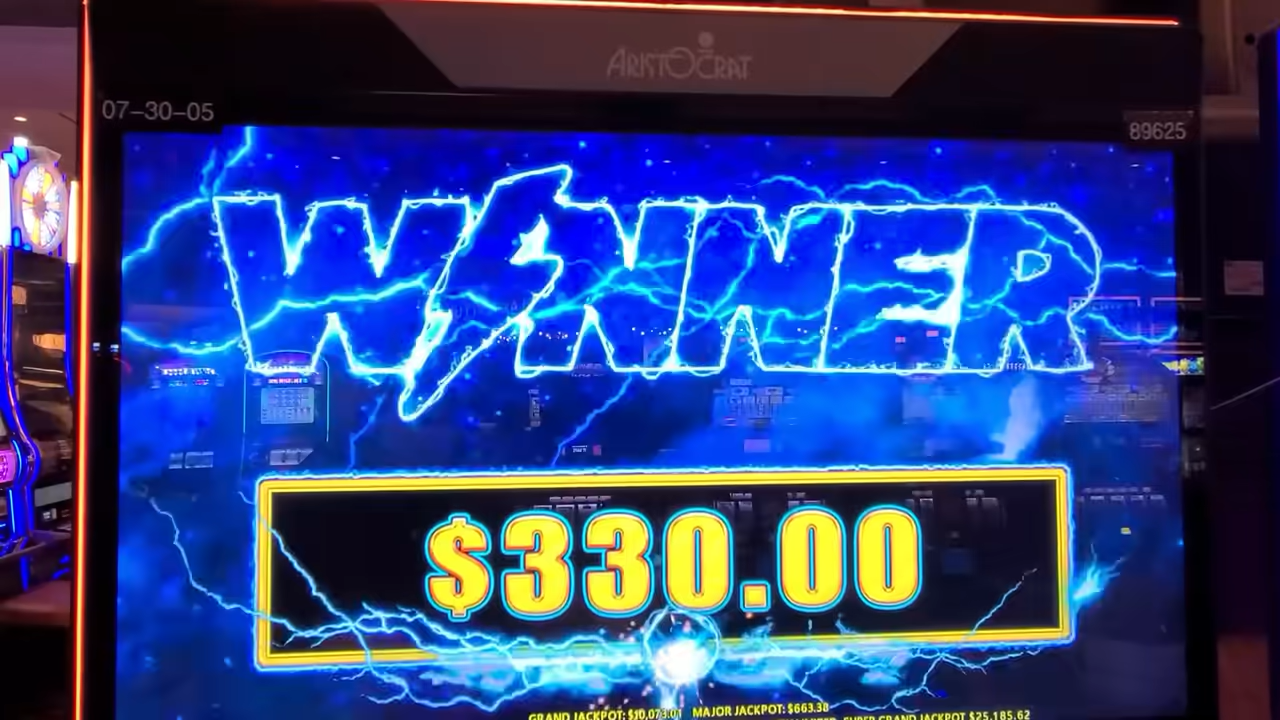 ARISTOCRAT
07-30-05
89625
WINNER
$330.00
GRAND JACKPOT: $10,073.01 MAJOR JACKPOT: $663.38
SUPER GRAND JACKPOT $25,185.62